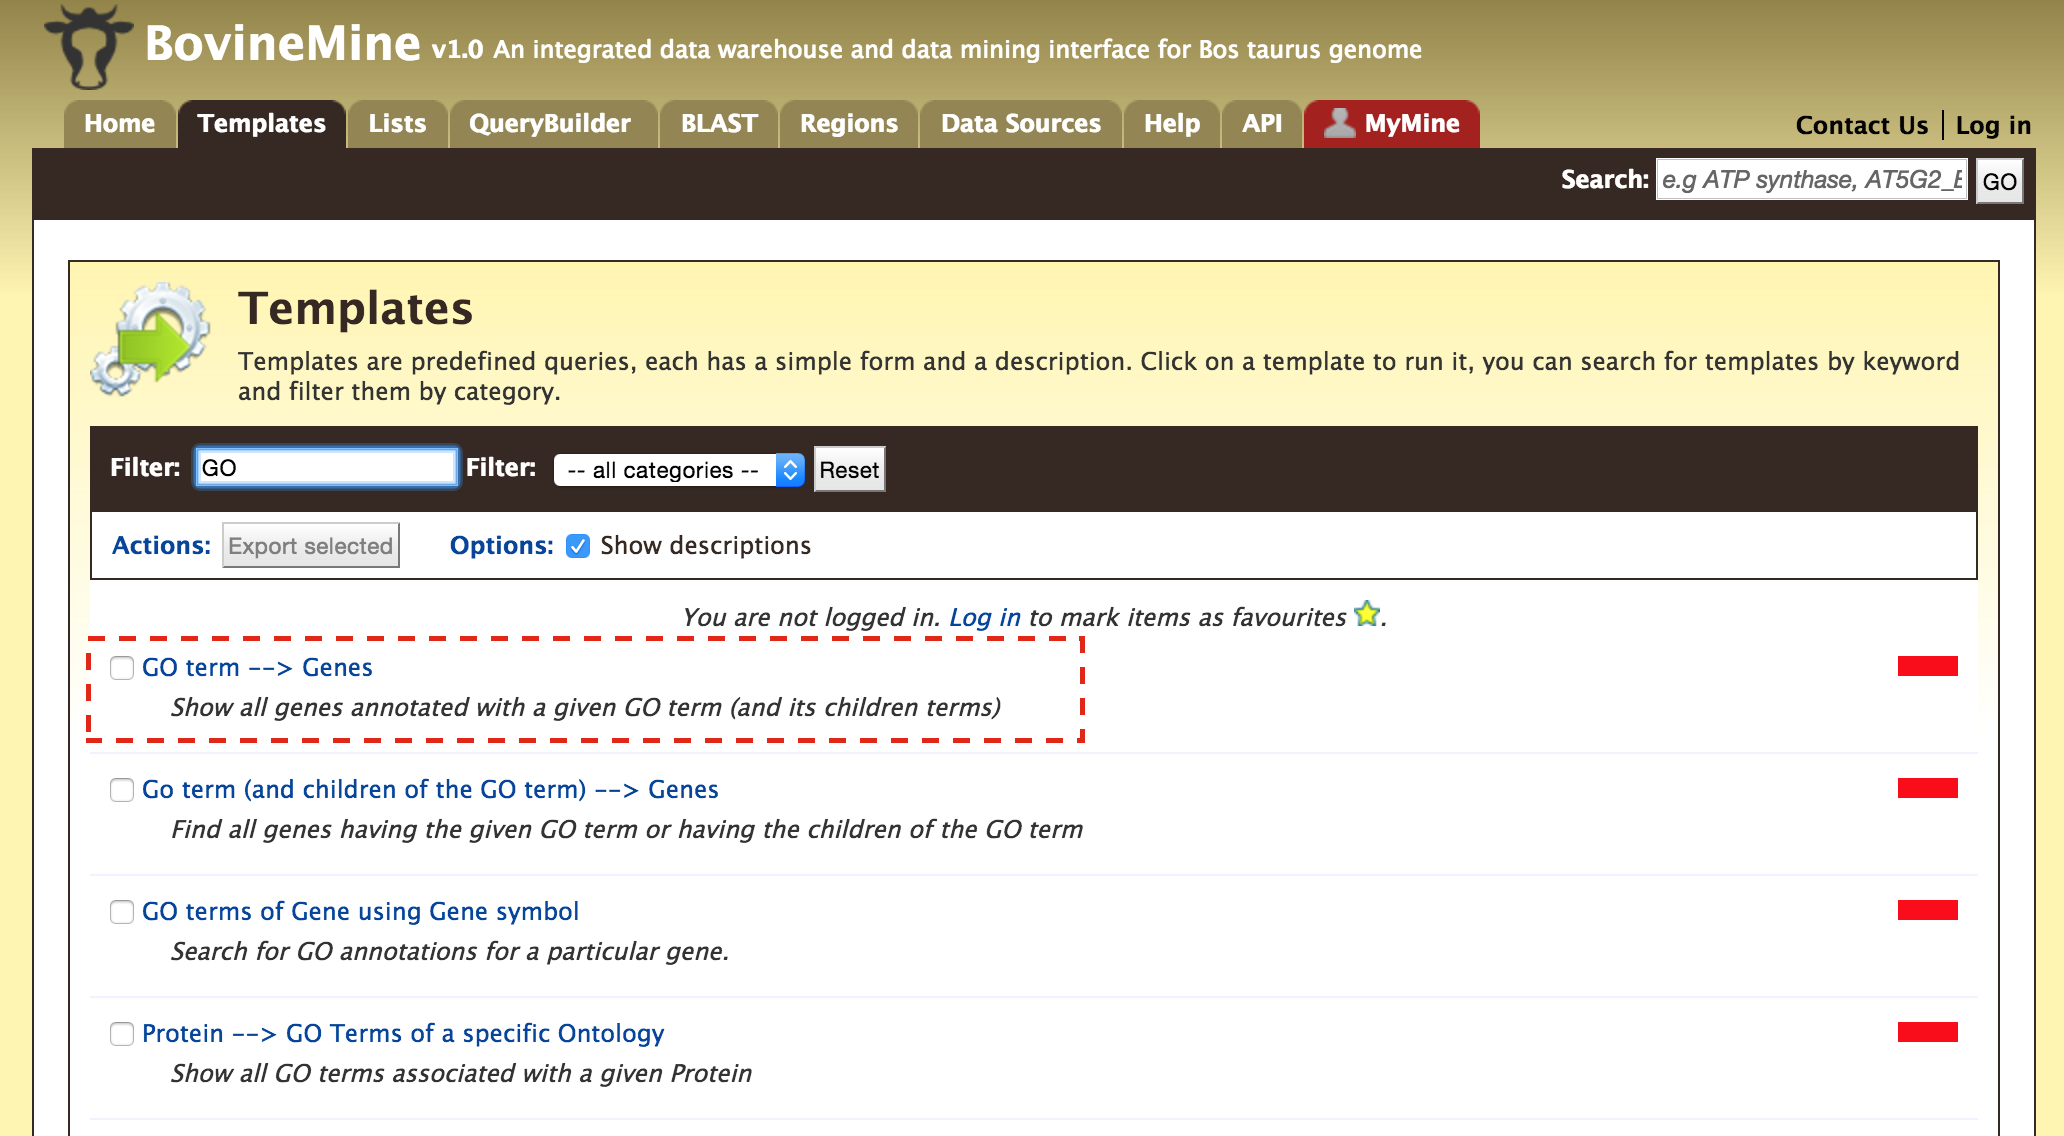 BovineMine v1.0 An integrated data warehouse and data mining interface for Bos taurus genome
Home Templates Lists QueryBuilder BLAST Regions Data Sources Help API MyMine Contact Us | Log in
Search: e.g ATP synthase, AT5G2_B GO
Templates
Templates are predefined queries, each has a simple form and a description. Click on a template to run it, you can search for templates by keyword
and filter them by category.
Filter: GO Filter: -- all categories -- Reset
Actions: Export selected Options: Show descriptions
You are not logged in. Log in to mark items as favourites .
GO term --> Genes
Show all genes annotated with a given GO term (and its children terms)
Go term (and children of the GO term) --> Genes
Find all genes having the given GO term or having the children of the GO term
GO terms of Gene using Gene symbol
Search for GO annotations for a particular gene.
Protein --> GO Terms of a specific Ontology
Show all GO terms associated with a given Protein